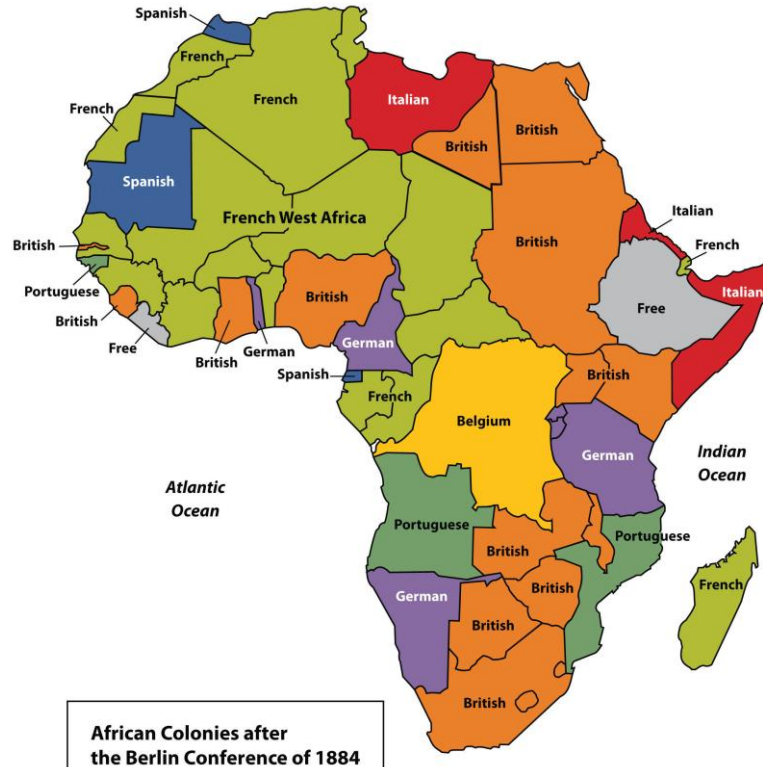 Spanish
French
French
French
Italian
British
British
Spanish
French West Africa
British
Italian
French
Italian
British
Portuguese
British
Free
British
German
British
German
Free
Spanish
French
British
Belgium
German
Indian
Ocean
Atlantic
Ocean
Portuguese
Portuguese
British
British
French
German
British
British
African Colonies after
the Berlin Conference of 1884